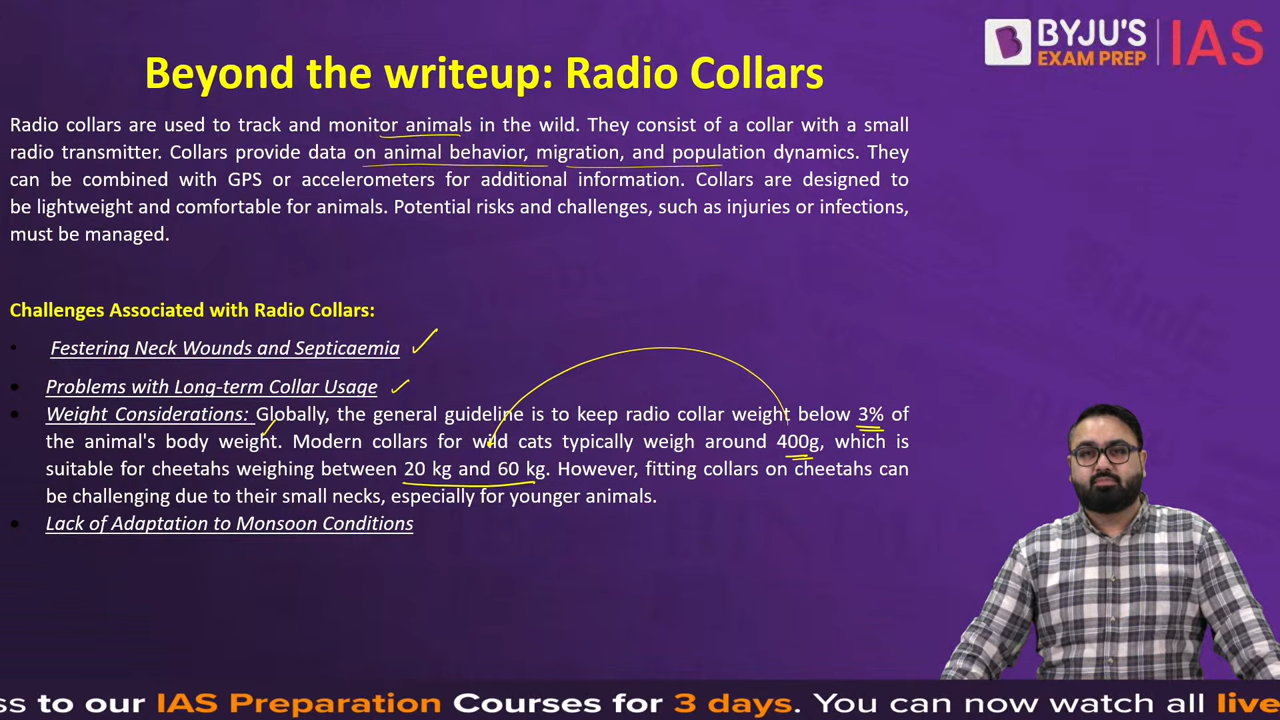 BYJU'S
EXAM PREP
IAS
Beyond the writeup: Radio Collars
Radio collars are used to track and monitor animals in the wild. They consist of a collar with a small
radio transmitter. Collars provide data on animal behavior, migration, and population dynamics. They
can be combined with GPS or accelerometers for additional information. Collars are designed to
be lightweight and comfortable for animals. Potential risks and challenges, such as injuries or infections,
must be managed.
Challenges Associated with Radio Collars:
• Festering Neck Wounds and Septicaemia
• Problems with Long-term Collar Usage
• Weight Considerations: Globally, the general guideline is to keep radio collar weight below 3% of
the animal's body weight. Modern collars for wild cats typically weigh around 400g, which is
suitable for cheetahs weighing between 20 kg and 60 kg. However, fitting collars on cheetahs can
be challenging due to their small necks, especially for younger animals.
• Lack of Adaptation to Monsoon Conditions
to our IAS Preparation Courses for 3 days. You can now watch all live